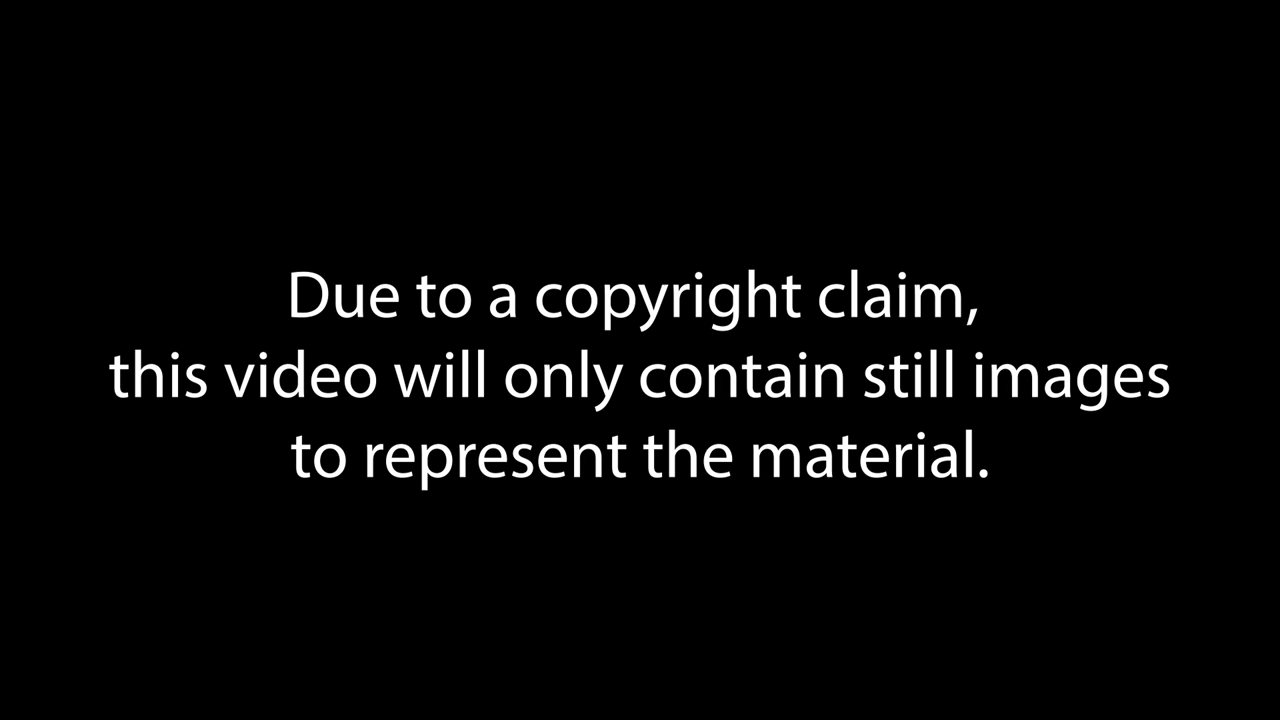 Due to a copyright claim,
this video will only contain still images
to represent the material.